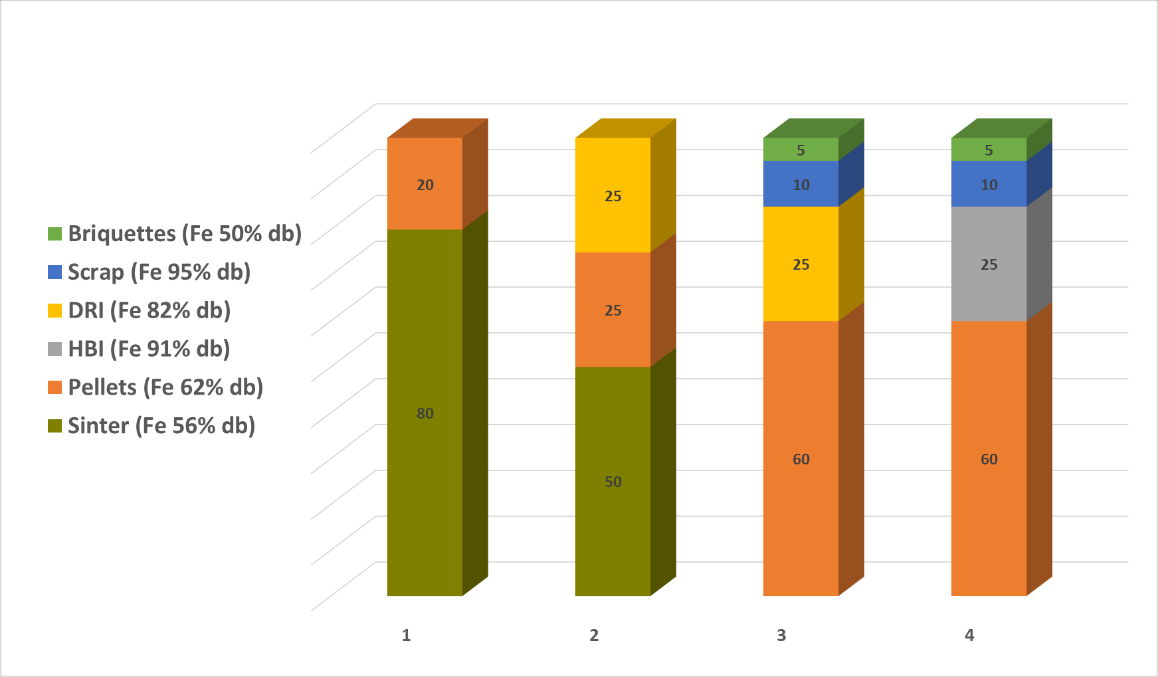 Briquettes (Fe 50% db)
Scrap (Fe 95% db)
DRI (Fe 82% db)
HBI (Fe 91% db)
Pellets (Fe 62% db)
Sinter (Fe 56% db)
20
80
25
25
50
5
10
25
60
5
10
25
60
1
2
3
4